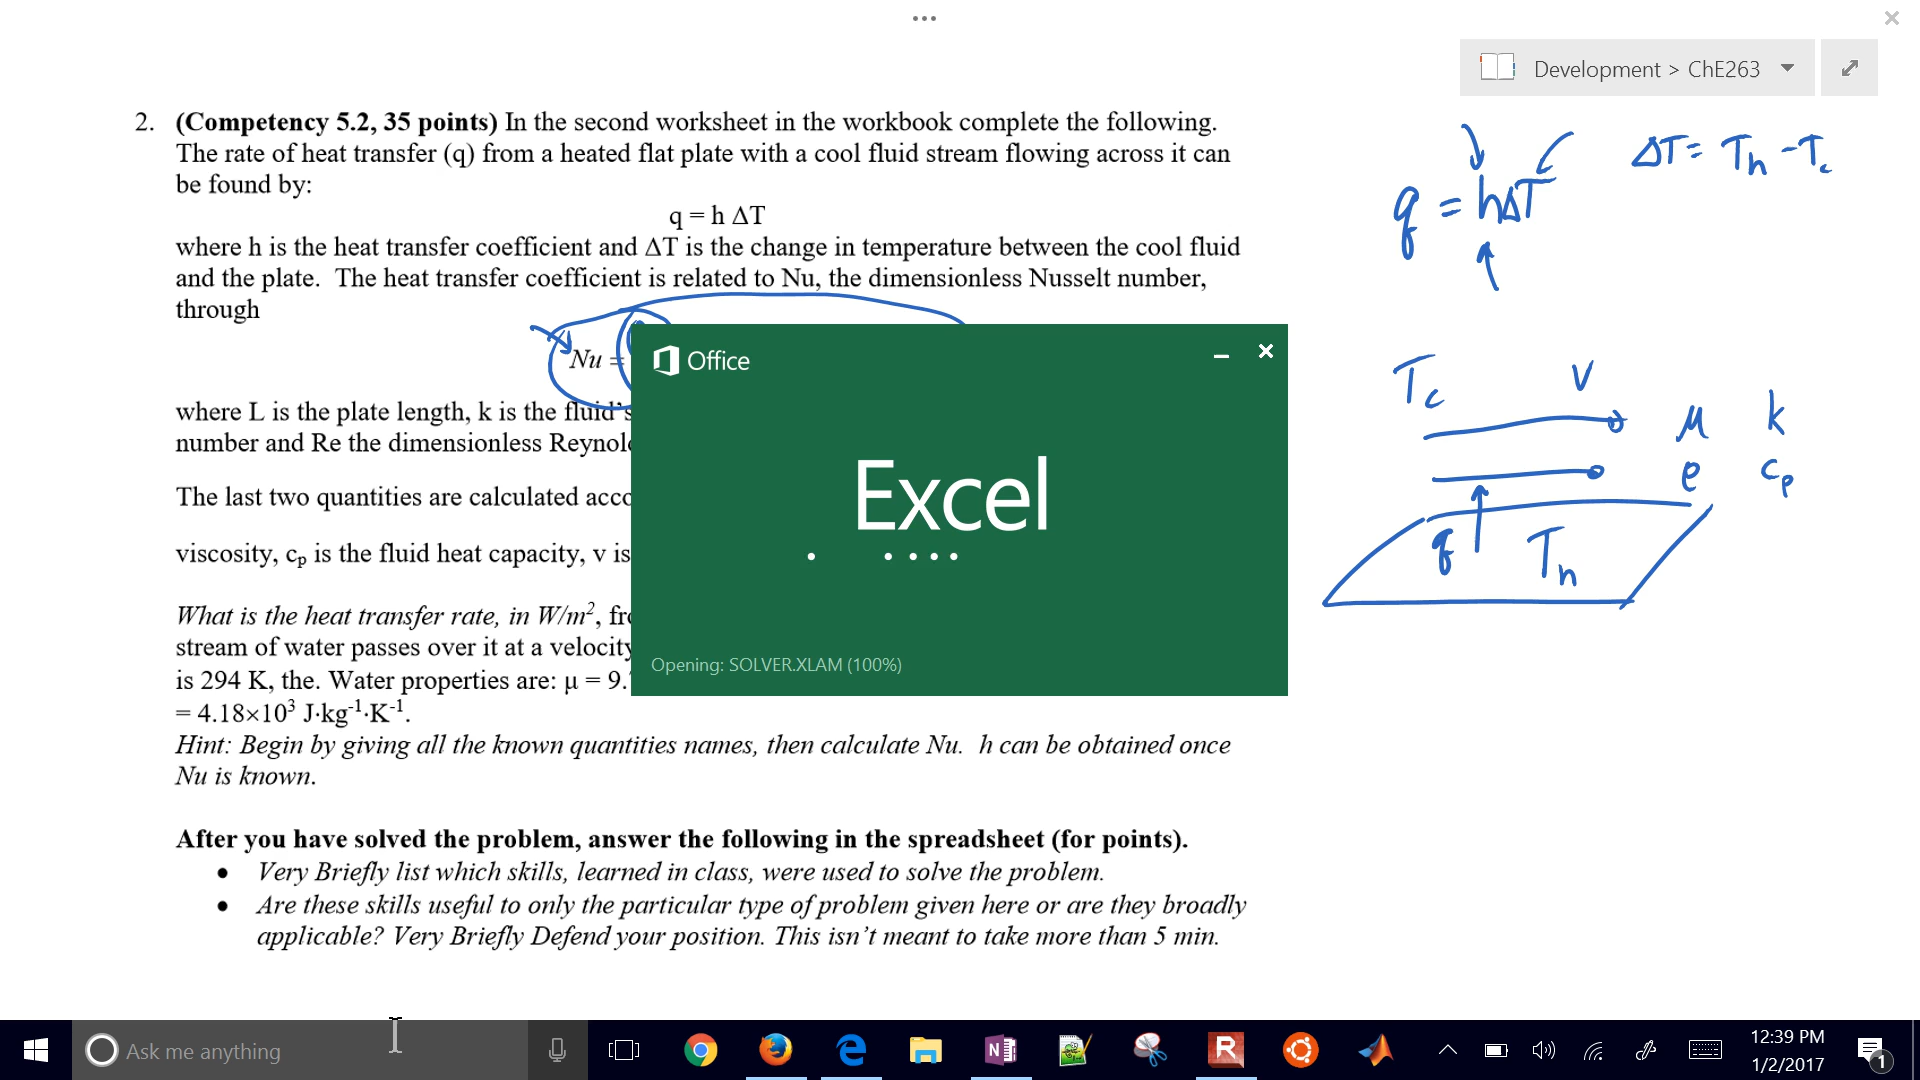 Development > ChE263
2. (Competency 5.2, 35 points) In the second worksheet in the workbook complete the following.
The rate of heat transfer (q) from a heated flat plate with a cool fluid stream flowing across it can
be found by:
q = h ΔT
where h is the heat transfer coefficient and ΔT is the change in temperature between the cool fluid
and the plate. The heat transfer coefficient is related to Nu, the dimensionless Nusselt number,
through
Nu =
where L is the plate length, k is the fluid's
number and Re the dimensionless
The last two quantities are calculated
viscosity, cₚ is the fluid heat capacity, v is
What is the heat transfer rate, in W/m²,
stream of water passes over it at a velocity
is 294 K, the. Water properties are: μ = 9.
= 4.18×10³ J·kg⁻¹·K⁻¹.
Hint: Begin by giving all the known quantities names, then calculate Nu. h can be obtained once
Nu is known.
After you have solved the problem, answer the following in the spreadsheet (for points).
• Very Briefly list which skills, learned in class, were used to solve the problem.
• Are these skills useful to only the particular type of problem given here or are they broadly
applicable? Very Briefly Defend your position. This isn't meant to take more than 5 min.
Office
Excel
Opening: SOLVER.XLAM (100%)
q = hΔT
ΔT = Th - Tc
Tc
v
μ k
ρ cp
q Th
Ask me anything
12:39 PM
1/2/2017
1